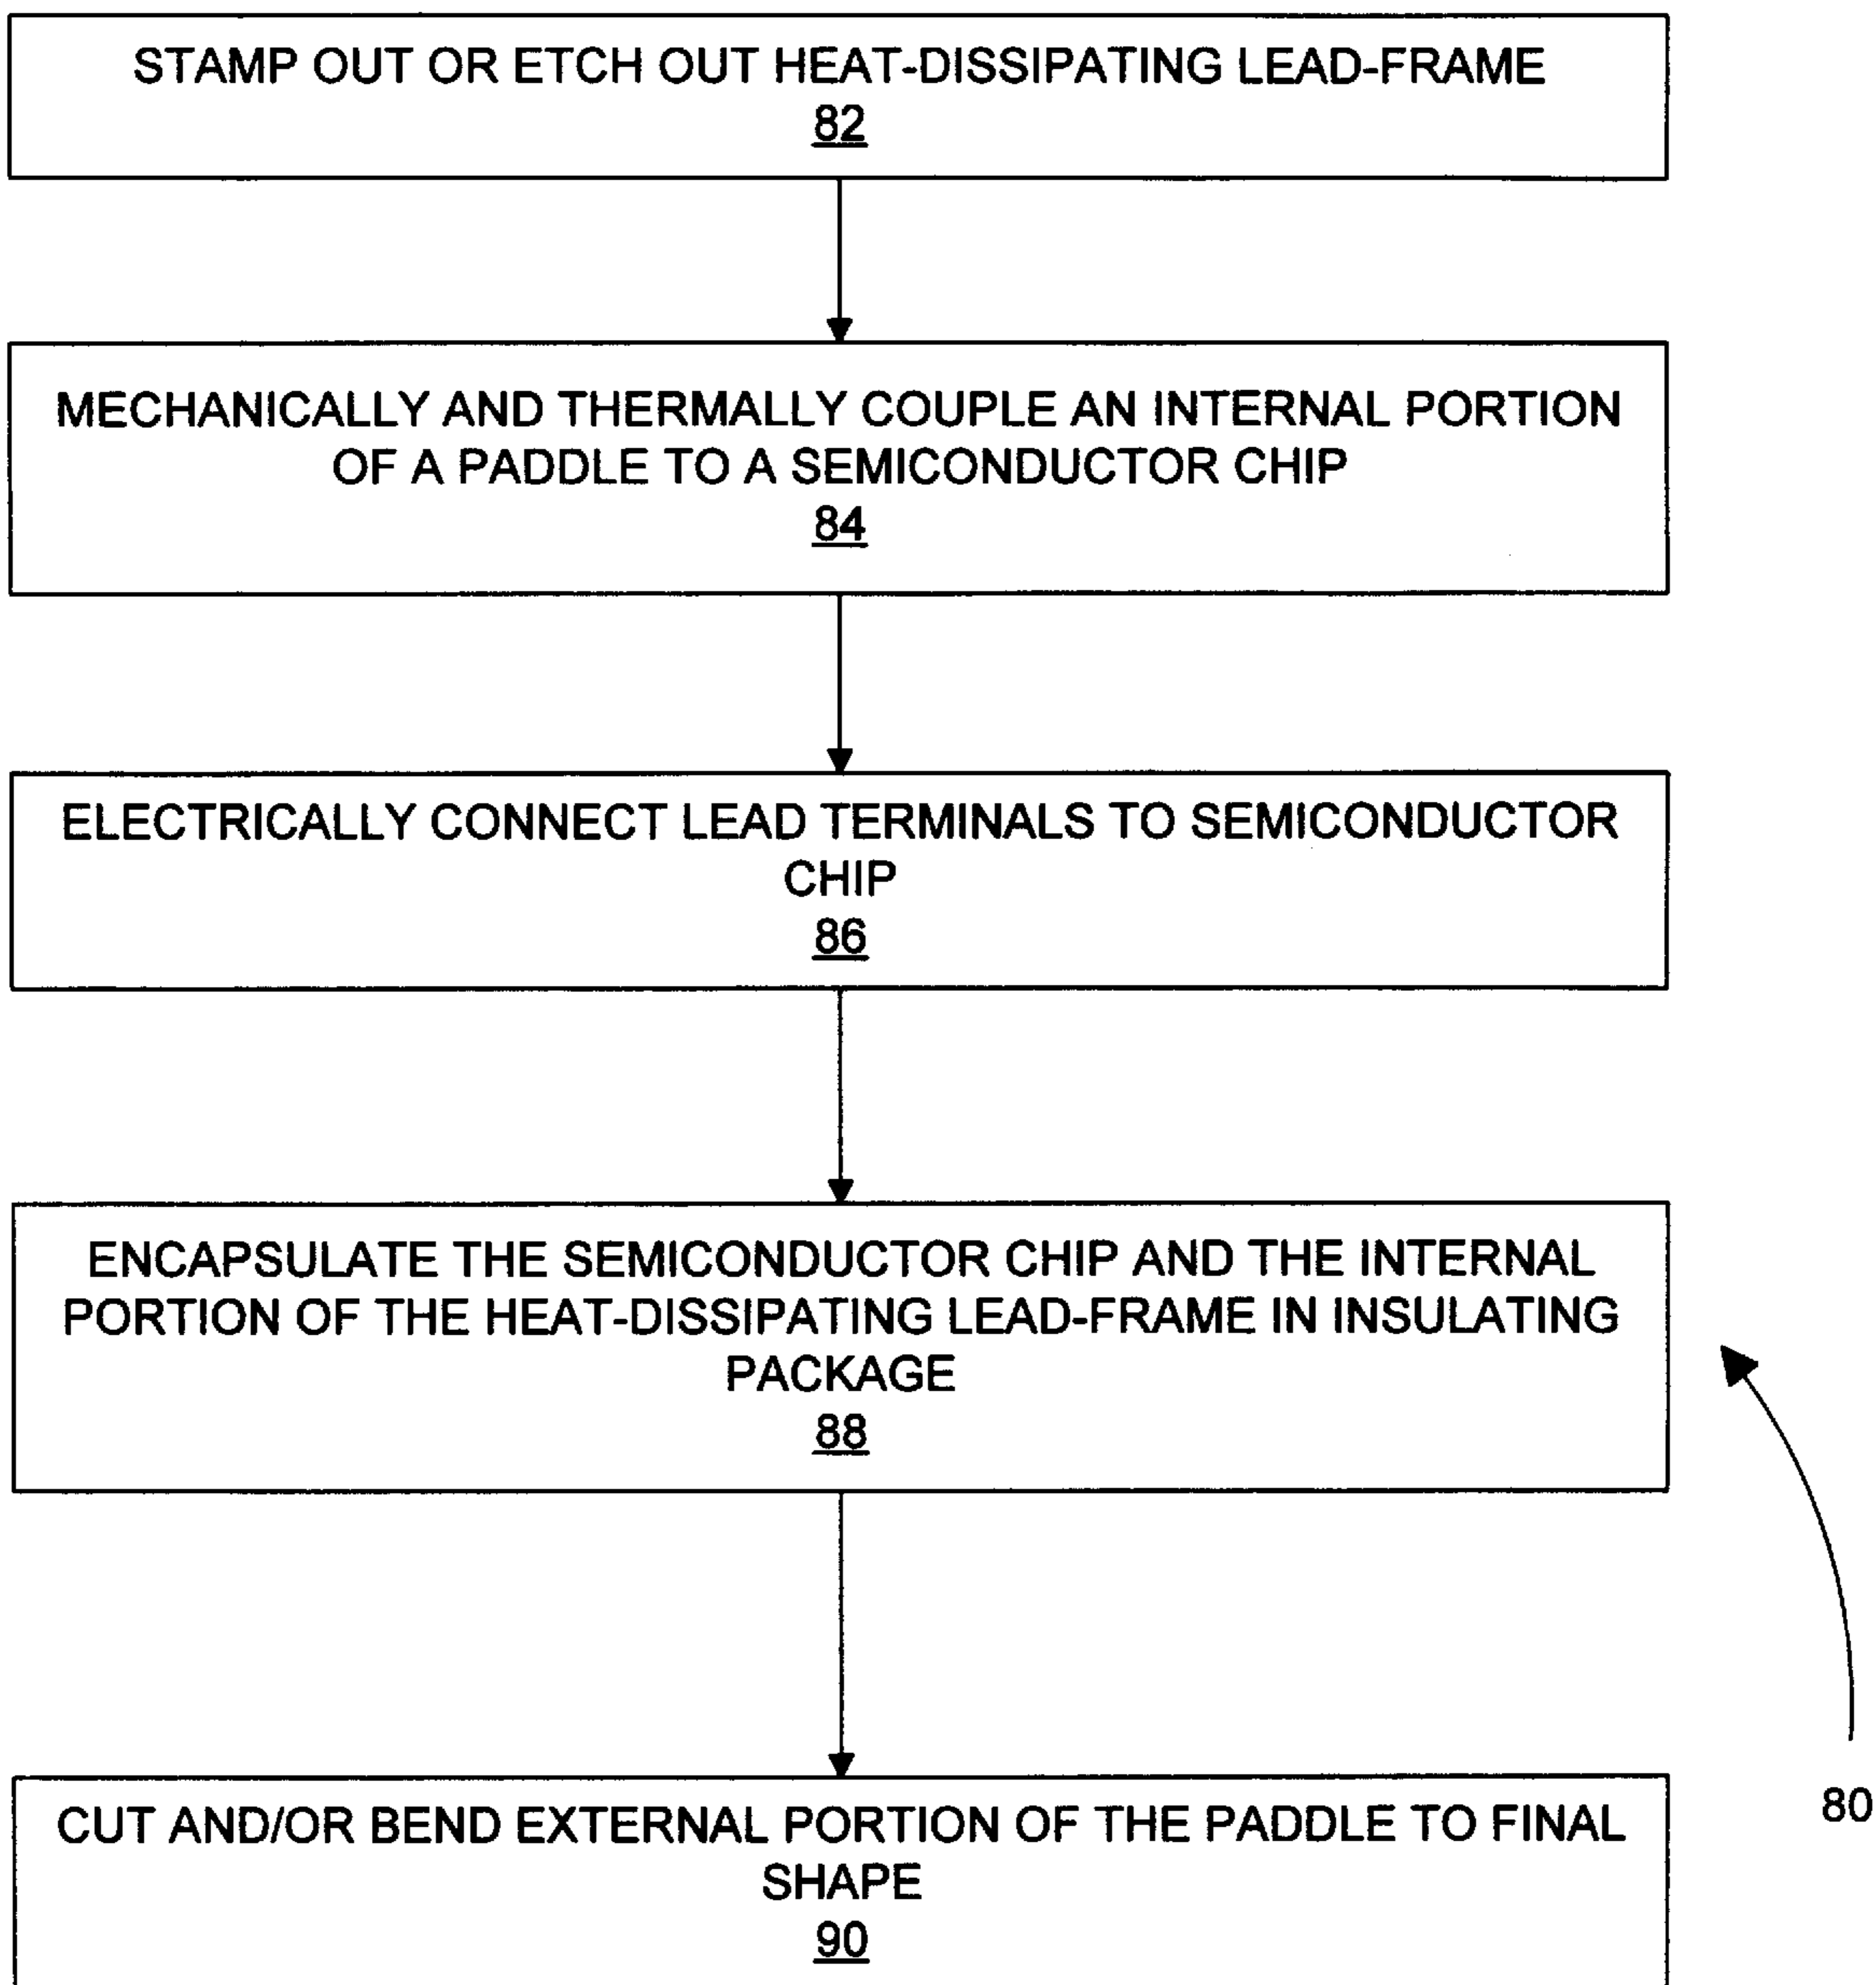 STAMP OUT OR ETCH OUT HEAT-DISSIPATING LEAD-FRAME
82
MECHANICALLY AND THERMALLY COUPLE AN INTERNAL PORTION
OF A PADDLE TO A SEMICONDUCTOR CHIP
84
ELECTRICALLY CONNECT LEAD TERMINALS TO SEMICONDUCTOR
CHIP
86
ENCAPSULATE THE SEMICONDUCTOR CHIP AND THE INTERNAL
PORTION OF THE HEAT-DISSIPATING LEAD-FRAME IN INSULATING
PACKAGE
88
80
CUT AND/OR BEND EXTERNAL PORTION OF THE PADDLE TO FINAL
SHAPE
90